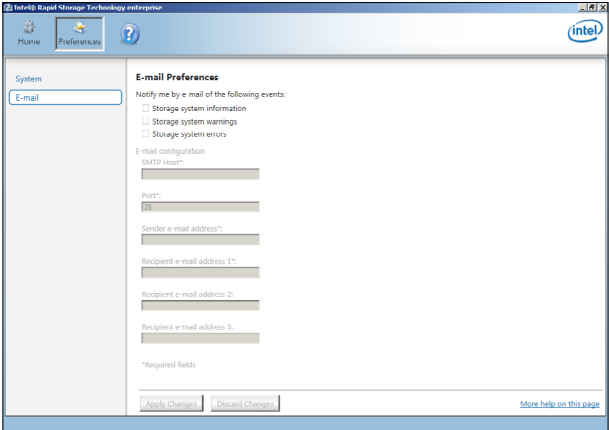 Intel® Rapid Storage Technology enterprise
Home
Preferences
?
intel
System
E-mail
E-mail Preferences
Notify me by e-mail of the following events:
Storage system information
Storage system warnings
Storage system errors
E-mail configuration
SMTP Host*:
Port*:
25
Sender e-mail address*:
Recipient e-mail address 1*:
Recipient e-mail address 2:
Recipient e-mail address 3:
*Required fields
Apply Changes
Discard Changes
More help on this page